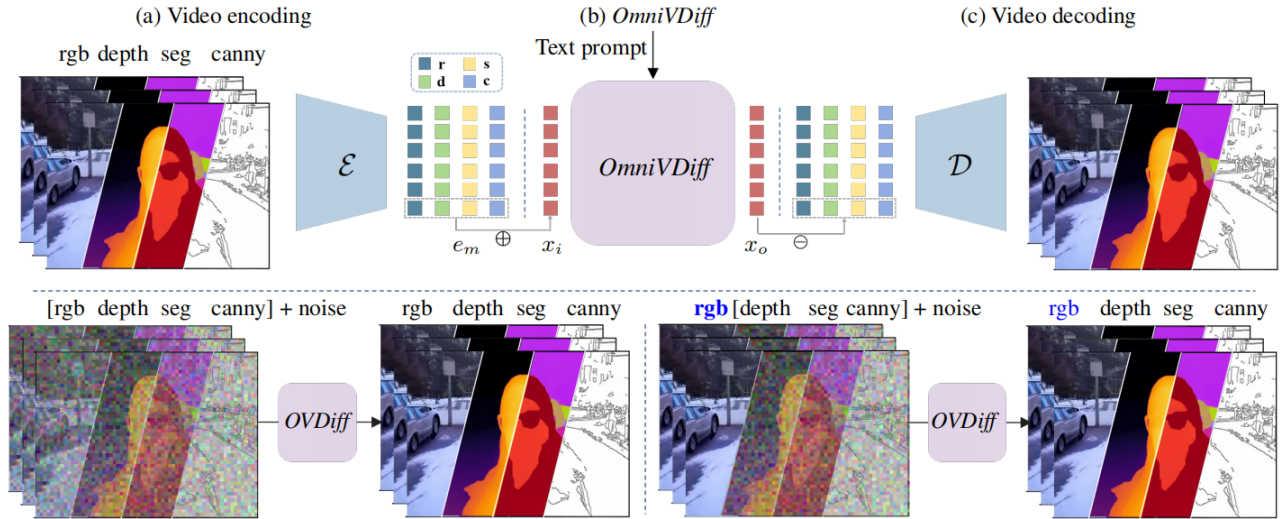 (a) Video encoding
(b) OmniVDiff
(c) Video decoding
Text prompt
rgb depth seg canny
r s
d c
ℰ
OmniVDiff
𝒟
e_m ⊕ x_i
x_o ⊖
[rgb depth seg canny] + noise
rgb depth seg canny
rgb [depth seg canny] + noise
rgb depth seg canny
OVDiff
OVDiff